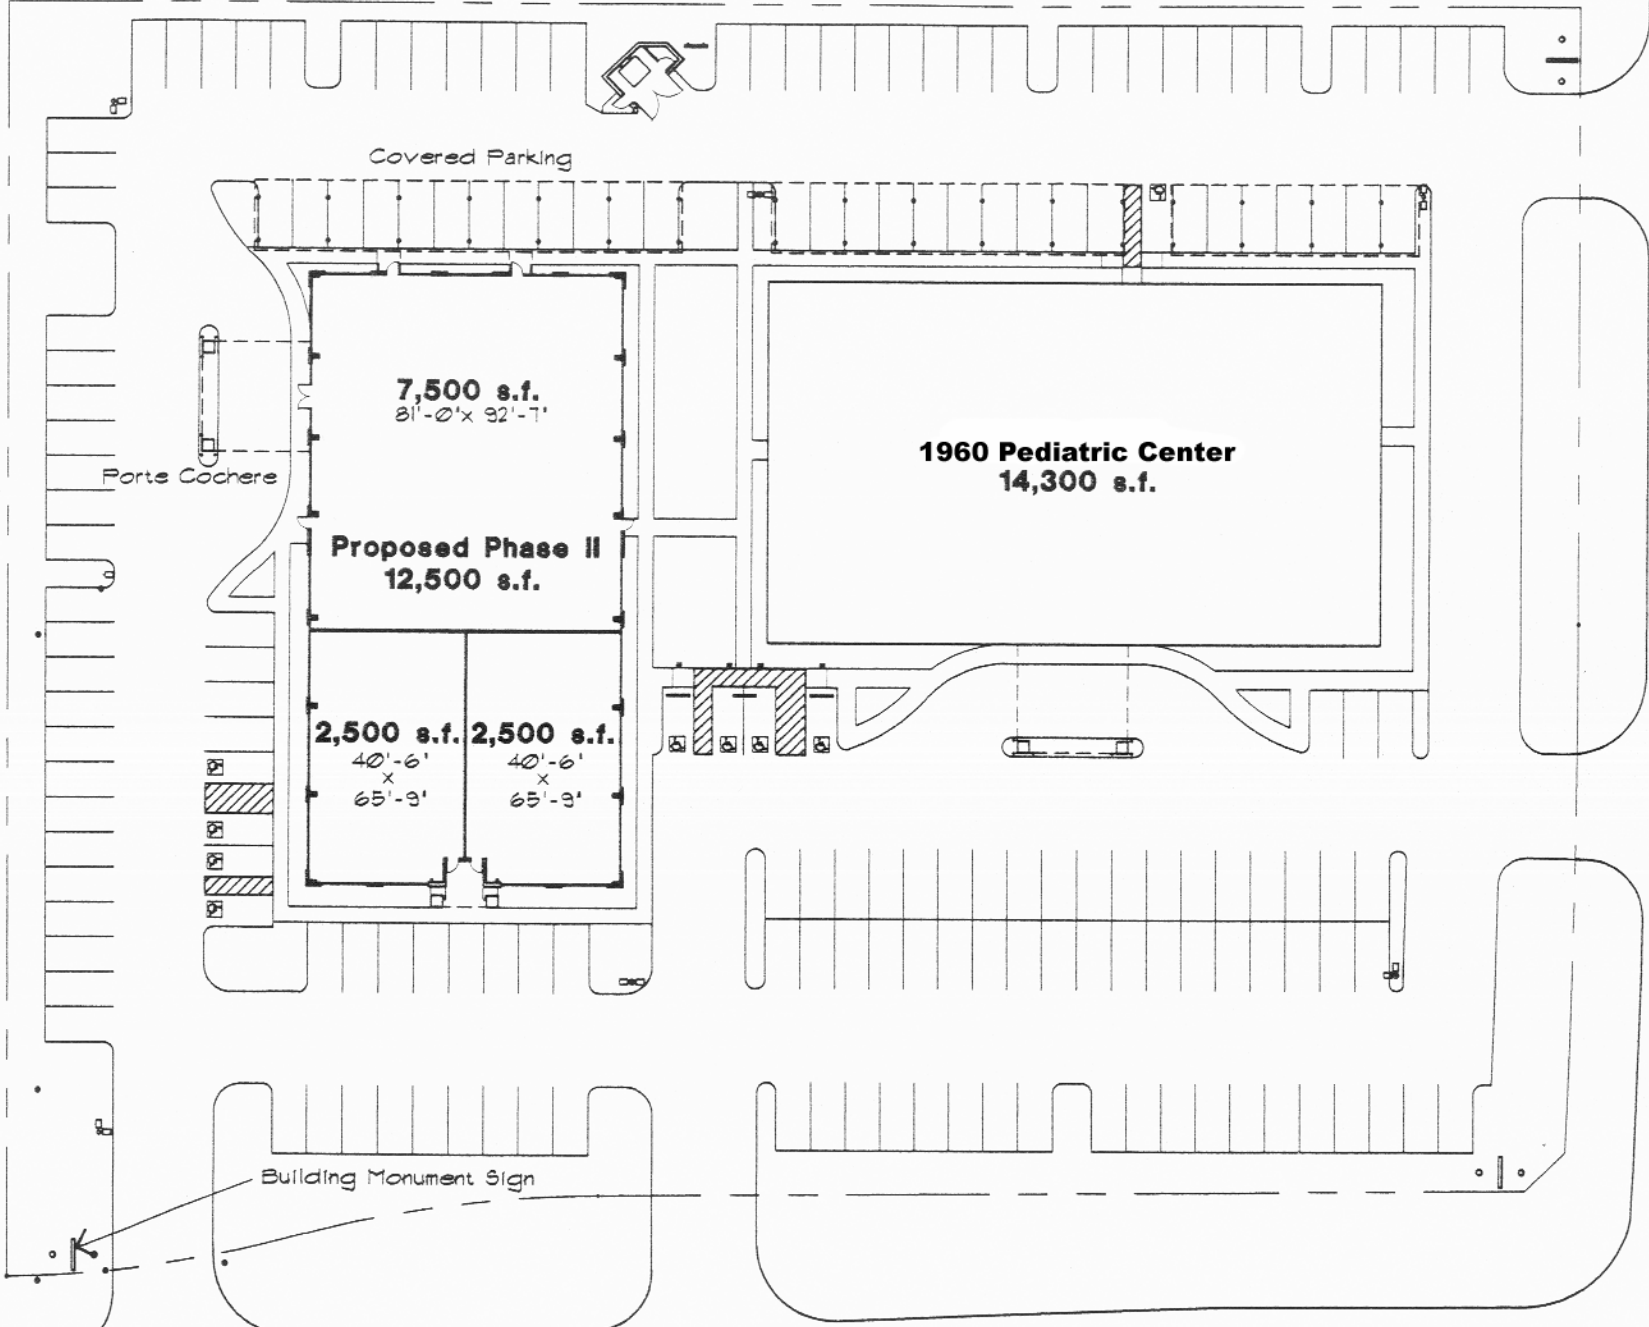 Covered Parking
7,500 s.f.
81'-0"x 92'-7"
Porte Cochere
1960 Pediatric Center
14,300 s.f.
Proposed Phase II
12,500 s.f.
2,500 s.f.
40'-6"
x
65'-9"
2,500 s.f.
40'-6"
x
65'-9"
Building Monument Sign